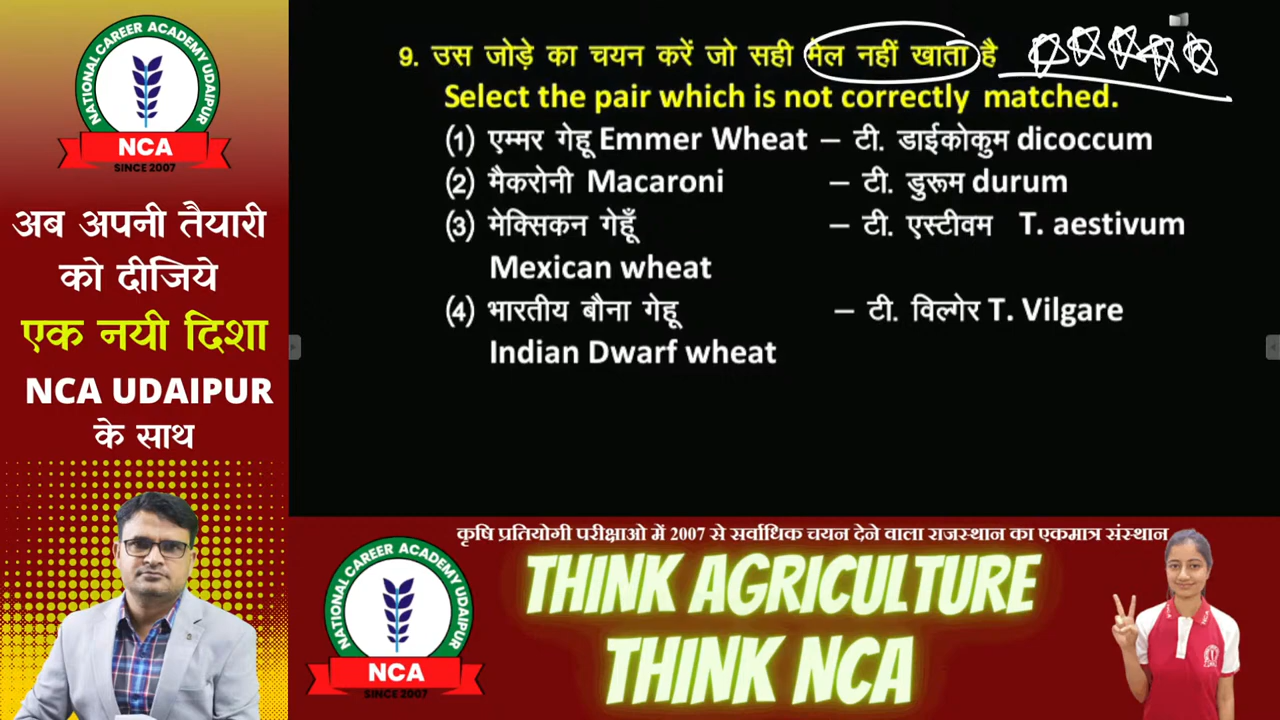 NATIONAL CAREER ACADEMY UDAIPUR
NCA
SINCE 2007
अब अपनी तैयारी
को दीजिये
एक नयी दिशा
NCA UDAIPUR
के साथ
9. उस जोड़े का चयन करें जो सही मेल नहीं खाता है
Select the pair which is not correctly matched.
(1) एम्मर गेहू Emmer Wheat – टी. डाईकोकुम dicoccum
(2) मैकरोनी Macaroni – टी. डुरूम durum
(3) मेक्सिकन गेहूँ – टी. एस्टीवम T. aestivum
Mexican wheat
(4) भारतीय बौना गेहू – टी. विल्गेर T. Vilgare
Indian Dwarf wheat
कृषि प्रतियोगी परीक्षाओ में 2007 से सर्वाधिक चयन देने वाला राजस्थान का एकमात्र संस्थान
NATIONAL CAREER ACADEMY UDAIPUR
NCA
SINCE 2007
THINK AGRICULTURE
THINK NCA